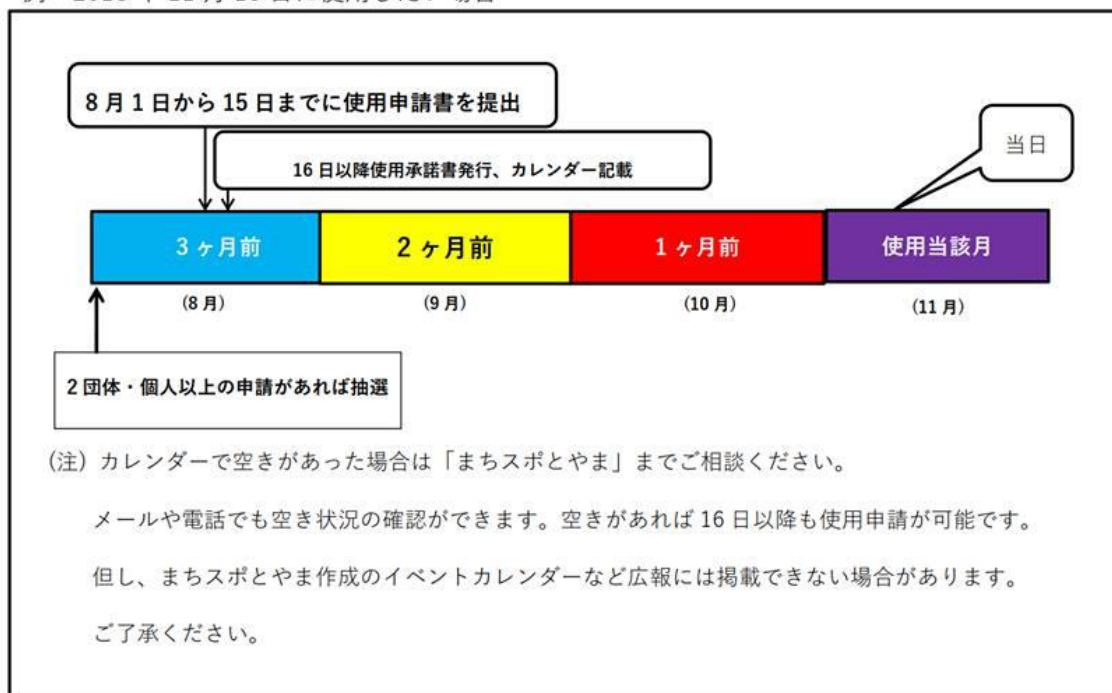 8 月 1 日から 15 日までに使用申請書を提出
16 日以降使用承諾書発行、カレンダー記載
当日
3 ヶ月前
2 ヶ月前
1 ヶ月前
使用当該月
(8 月)
(9 月)
(10 月)
(11 月)
2 団体・個人以上の申請があれば抽選
(注) カレンダーで空きがあった場合は「まちスポとやま」までご相談ください。
メールや電話でも空き状況の確認ができます。空きがあれば 16 日以降も使用申請が可能です。
但し、まちスポとやま作成のイベントカレンダーなど広報には掲載できない場合があります。
ご了承ください。